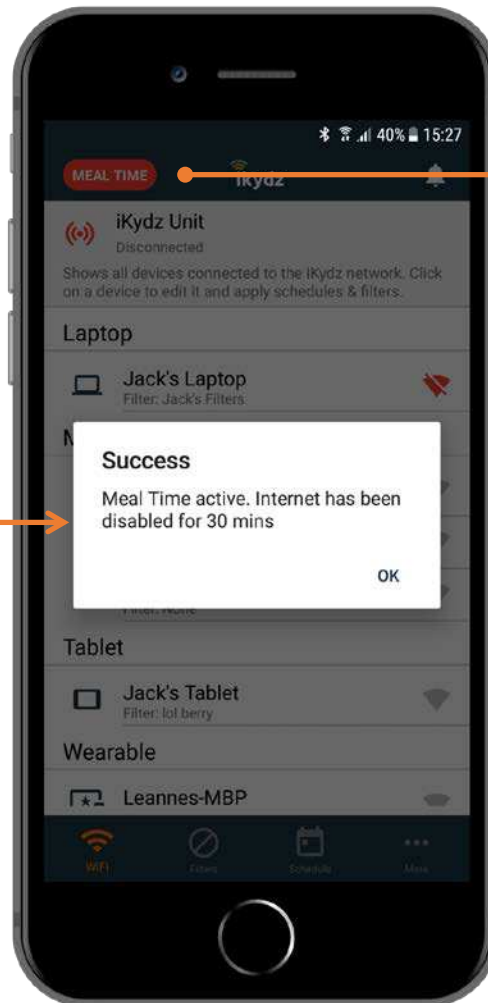 40% 15:27
MEAL TIME
iKydz
iKydz Unit
Disconnected
Shows all devices connected to the iKydz network. Click
on a device to edit it and apply schedules & filters.
Laptop
Jack's Laptop
Filter: Jack's Filters
M
Success
Meal Time active. Internet has been
disabled for 30 mins
OK
Filter: None
Tablet
Jack's Tablet
Filter: lol berry
Wearable
Leannes-MBP
WiFi
Filters
Schedule
More